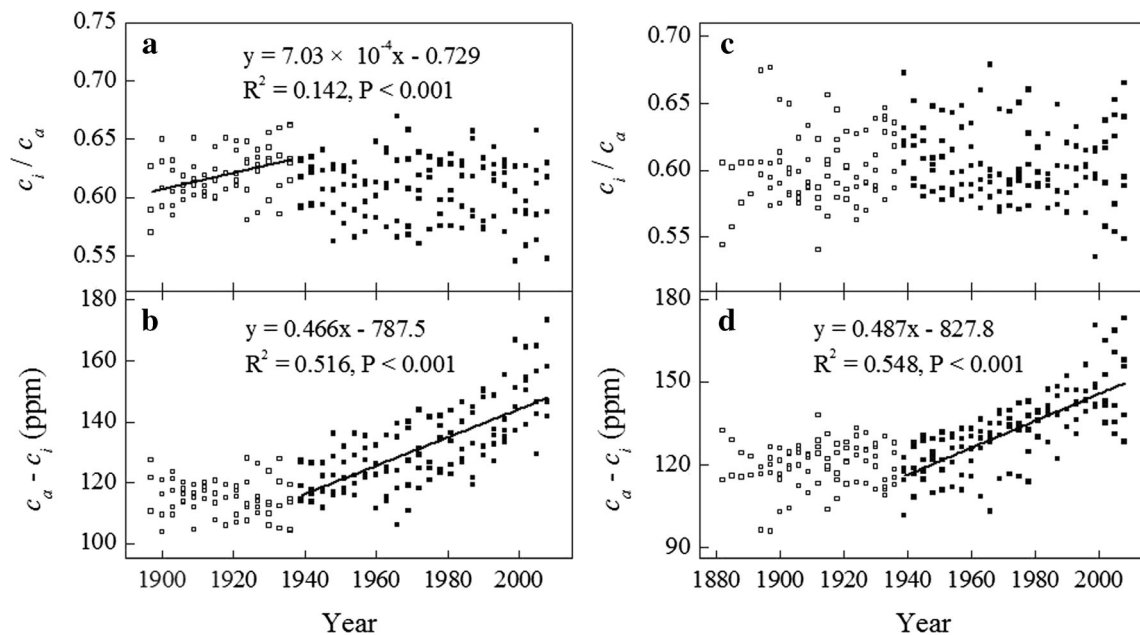 a
y = 7.03 × 10⁻⁴x - 0.729
R² = 0.142, P < 0.001
0.75
0.70
0.65
0.60
0.55
c_i / c_a
b
y = 0.466x - 787.5
R² = 0.516, P < 0.001
180
160
140
120
100
c_a - c_i (ppm)
1900 1920 1940 1960 1980 2000
Year
c
0.70
0.65
0.60
0.55
c_i / c_a
d
y = 0.487x - 827.8
R² = 0.548, P < 0.001
180
150
120
90
c_a - c_i (ppm)
1880 1900 1920 1940 1960 1980 2000
Year